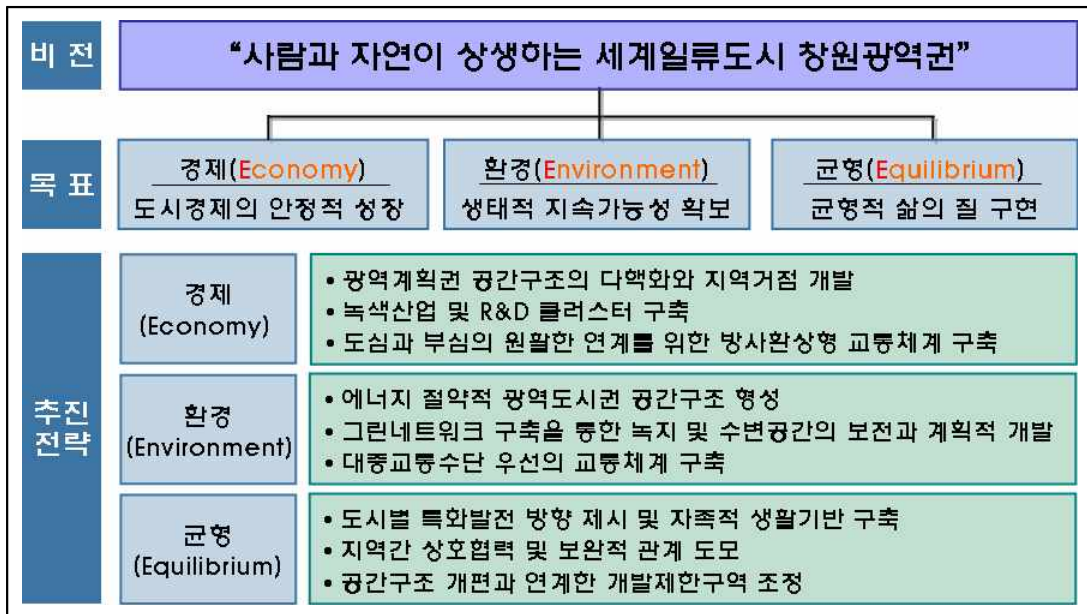 비 전
“사람과 자연이 상생하는 세계일류도시 창원광역권”
목 표
경제(Economy)
도시경제의 안정적 성장
환경(Environment)
생태적 지속가능성 확보
균형(Equilibrium)
균형적 삶의 질 구현
추진
전략
경제
(Economy)
• 광역계획권 공간구조의 다핵화와 지역거점 개발
• 녹색산업 및 R&D 클러스터 구축
• 도심과 부심의 원활한 연계를 위한 방사환상형 교통체계 구축
환경
(Environment)
• 에너지 절약적 광역도시권 공간구조 형성
• 그린네트워크 구축을 통한 녹지 및 수변공간의 보전과 계획적 개발
• 대중교통수단 우선의 교통체계 구축
균형
(Equilibrium)
• 도시별 특화발전 방향 제시 및 자족적 생활기반 구축
• 지역간 상호협력 및 보완적 관계 도모
• 공간구조 개편과 연계한 개발제한구역 조정